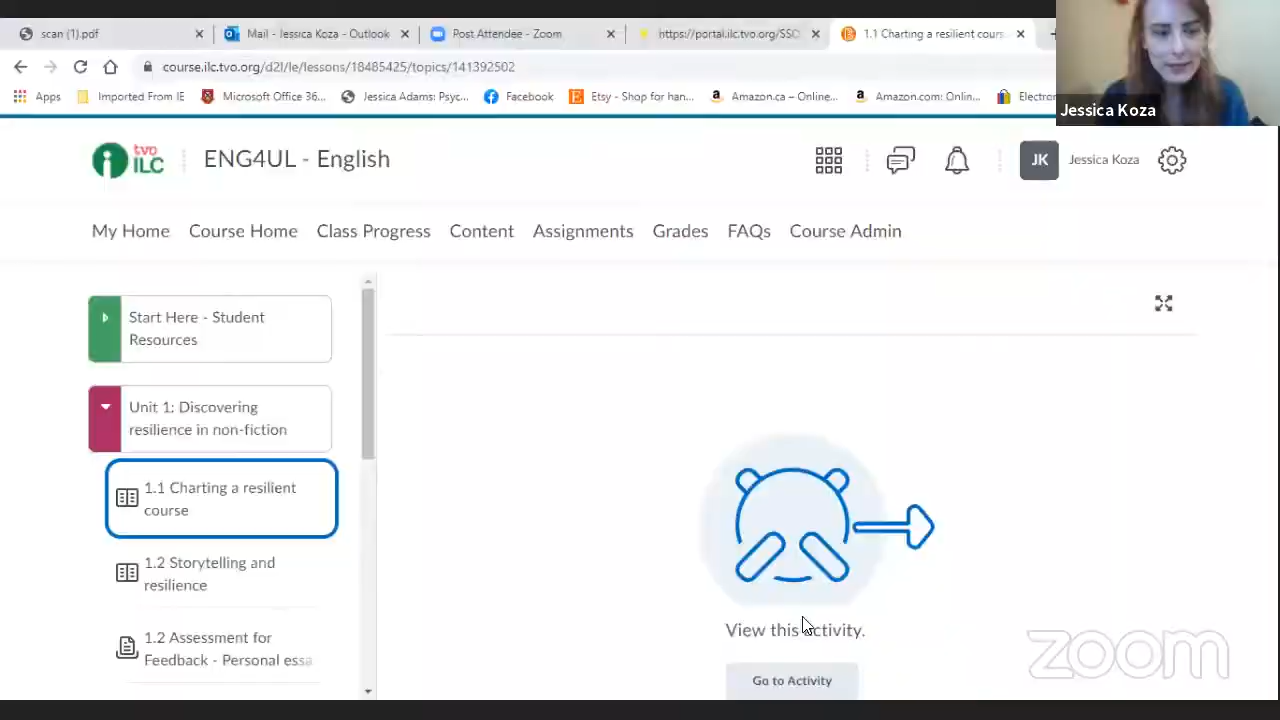 scan (1).pdf
Mail - Jessica Koza - Outlook
Post Attendee - Zoom
https://portal.ilc.tvo.org/SSO
1.1 Charting a resilient cours
course.ilc.tvo.org/d2l/le/lessons/18485425/topics/141392502
Apps
Imported From IE
Microsoft Office 36...
Jessica Adams: Psyc...
Facebook
Etsy - Shop for han...
Amazon.ca – Online...
Amazon.com: Onlin...
Electron
Jessica Koza
tvo
ILC
ENG4UL - English
JK
Jessica Koza
My Home
Course Home
Class Progress
Content
Assignments
Grades
FAQs
Course Admin
Start Here - Student
Resources
Unit 1: Discovering
resilience in non-fiction
1.1 Charting a resilient
course
1.2 Storytelling and
resilience
1.2 Assessment for
Feedback - Personal essa
View this activity.
Go to Activity
zoom